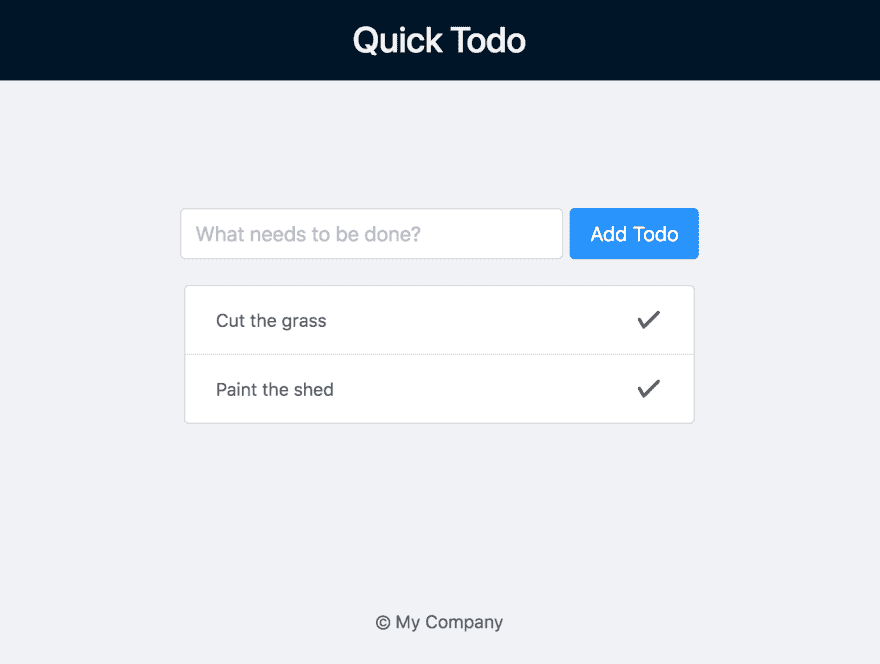 Quick Todo
What needs to be done?
Add Todo
Cut the grass
Paint the shed
© My Company